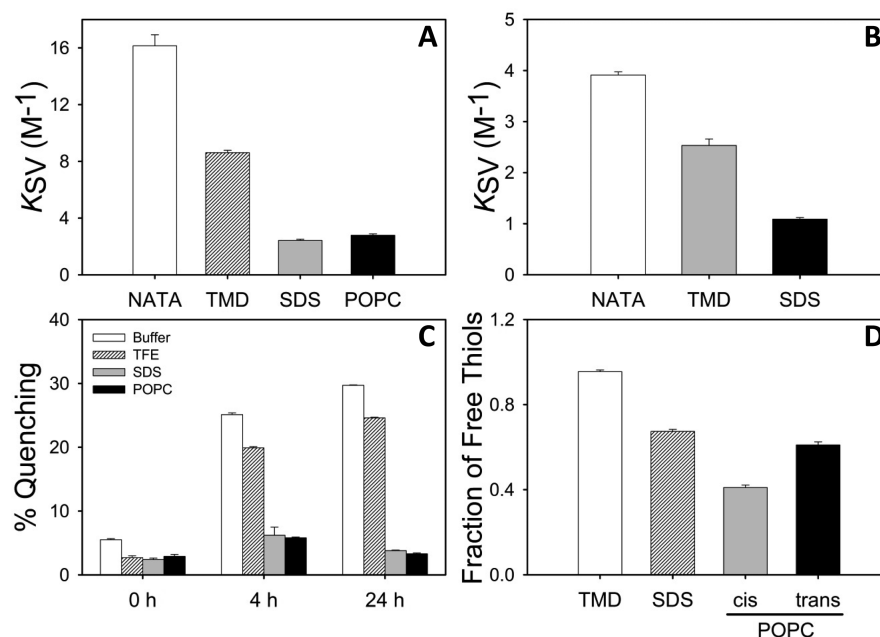 A
K_SV (M^-1)
16
12
8
4
0
NATA TMD SDS POPC
B
K_SV (M^-1)
5
4
3
2
1
0
NATA TMD SDS
C
% Quenching
40
30
20
10
0
Buffer
TFE
SDS
POPC
0 h 4 h 24 h
D
Fraction of Free Thiols
1.2
0.8
0.4
0.0
TMD SDS cis trans
POPC